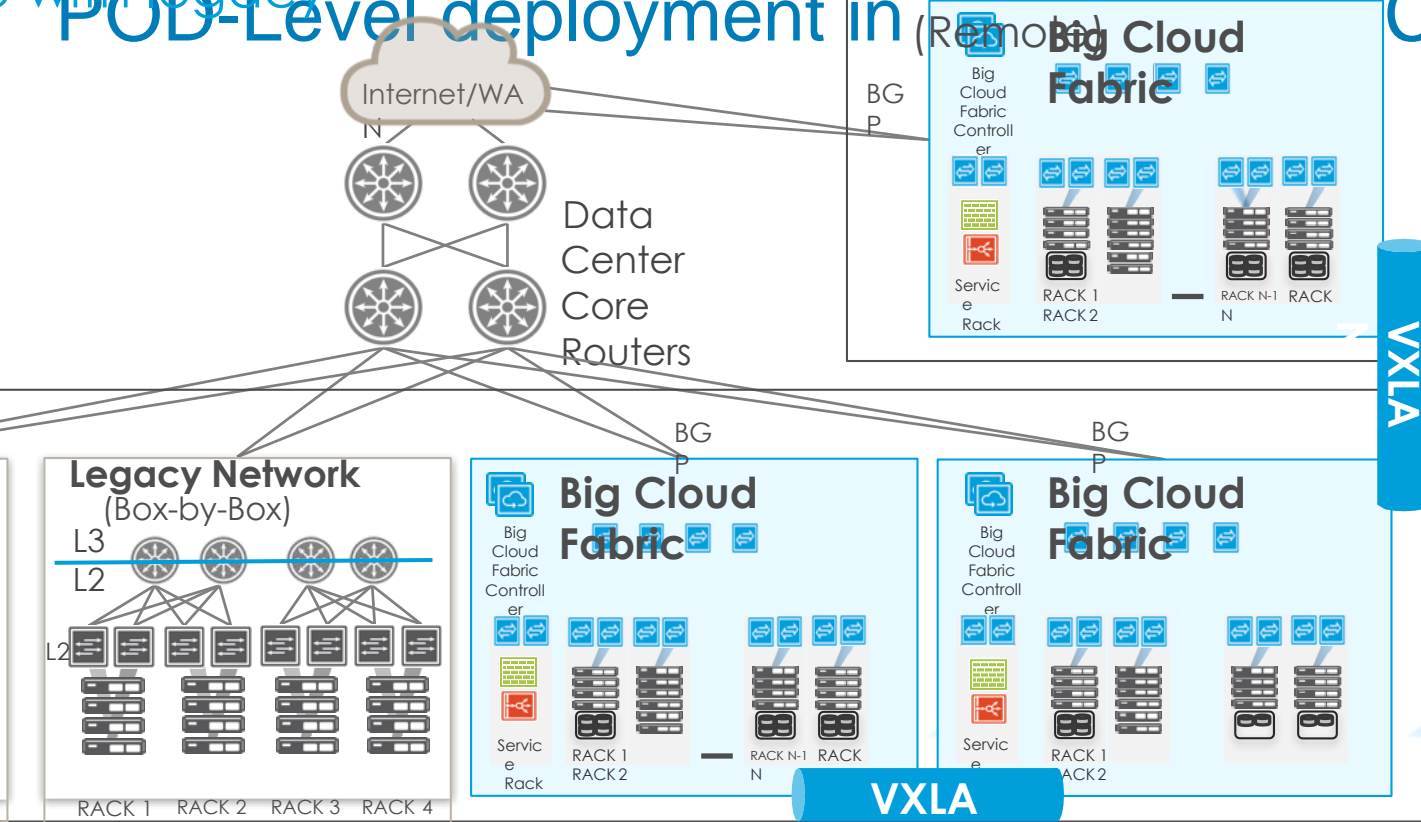 with legacy
POD-Level deployment in
(Remote)
Internet/WA
N
Data
Center
Core
Routers
BG
P
Big Cloud
Fabric
Big
Cloud
Fabric
Controll
er
Servic
e
Rack
RACK 1
RACK 2
RACK N-1 RACK
N
VXLA
N
Legacy Network
(Box-by-Box)
L3
L2
L2
RACK 1 RACK 2 RACK 3 RACK 4
BG
P
Big Cloud
Fabric
Big
Cloud
Fabric
Controll
er
Servic
e
Rack
RACK 1
RACK 2
RACK N-1 RACK
N
BG
P
Big Cloud
Fabric
Big
Cloud
Fabric
Controll
er
Servic
e
RACK 1
ACK 2
VXLA